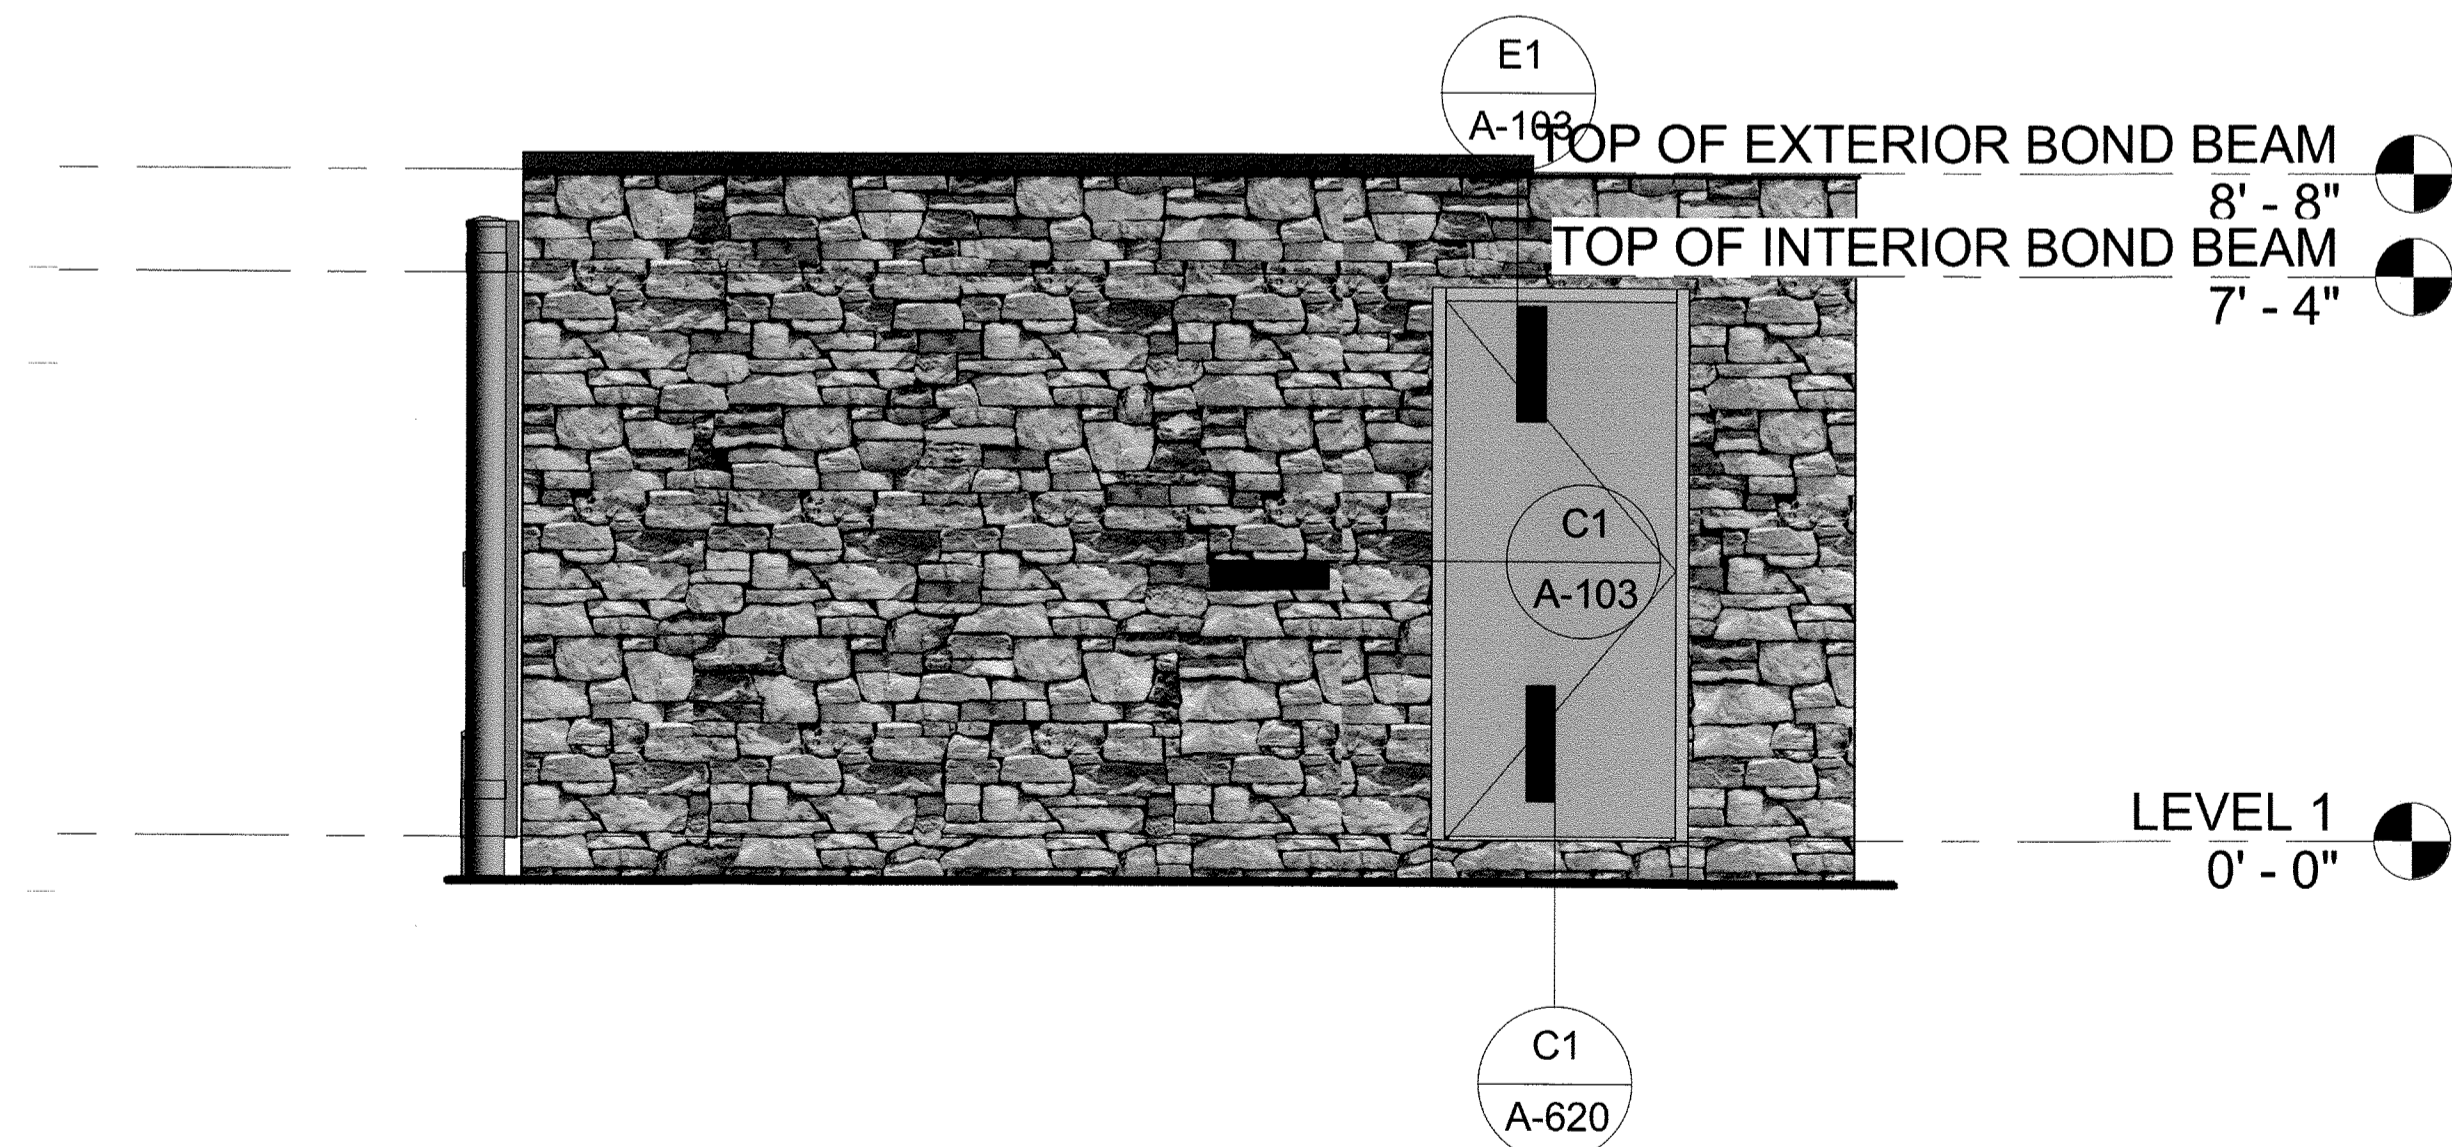 E1
A-103
TOP OF EXTERIOR BOND BEAM
8' - 8"
TOP OF INTERIOR BOND BEAM
7' - 4"
C1
A-103
LEVEL 1
0' - 0"
C1
A-620